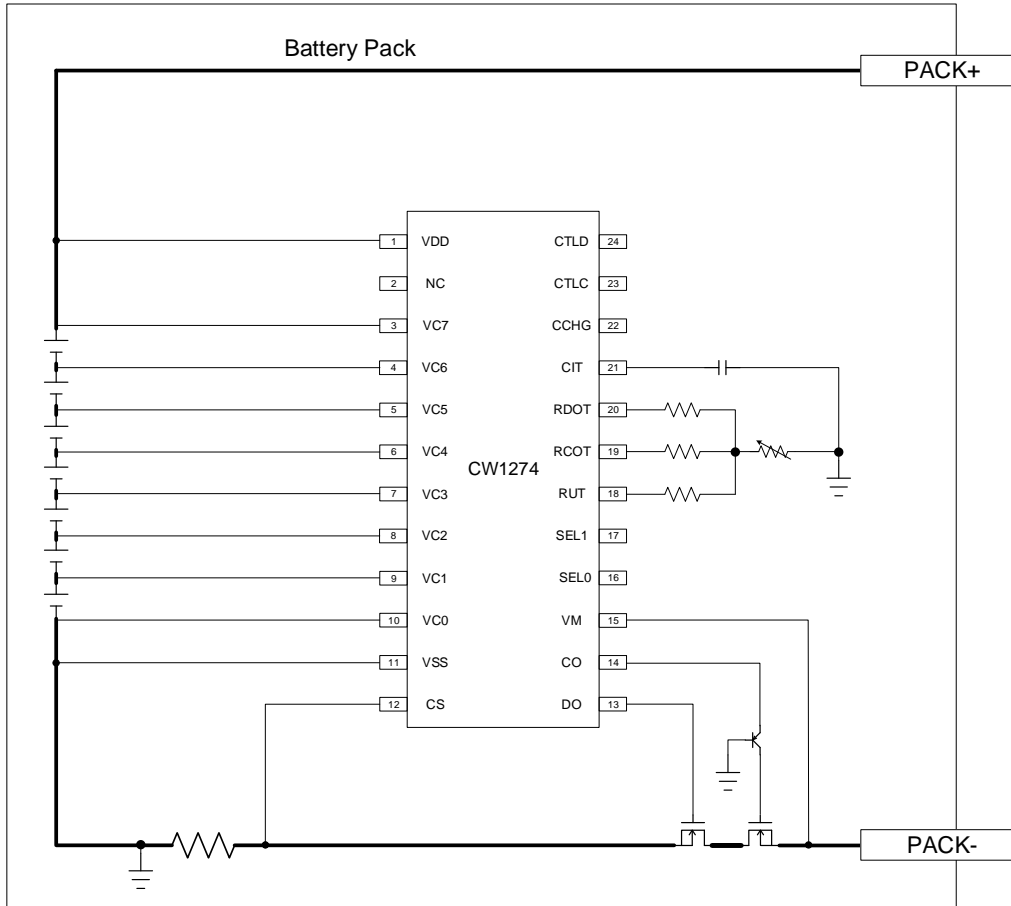 Battery Pack
PACK+
1 VDD CTLD 24
2 NC CTLC 23
3 VC7 CCHG 22
4 VC6 CIT 21
5 VC5 RDOT 20
6 VC4 RCOT 19
CW1274
7 VC3 RUT 18
8 VC2 SEL1 17
9 VC1 SEL0 16
10 VC0 VM 15
11 VSS CO 14
12 CS DO 13
PACK-